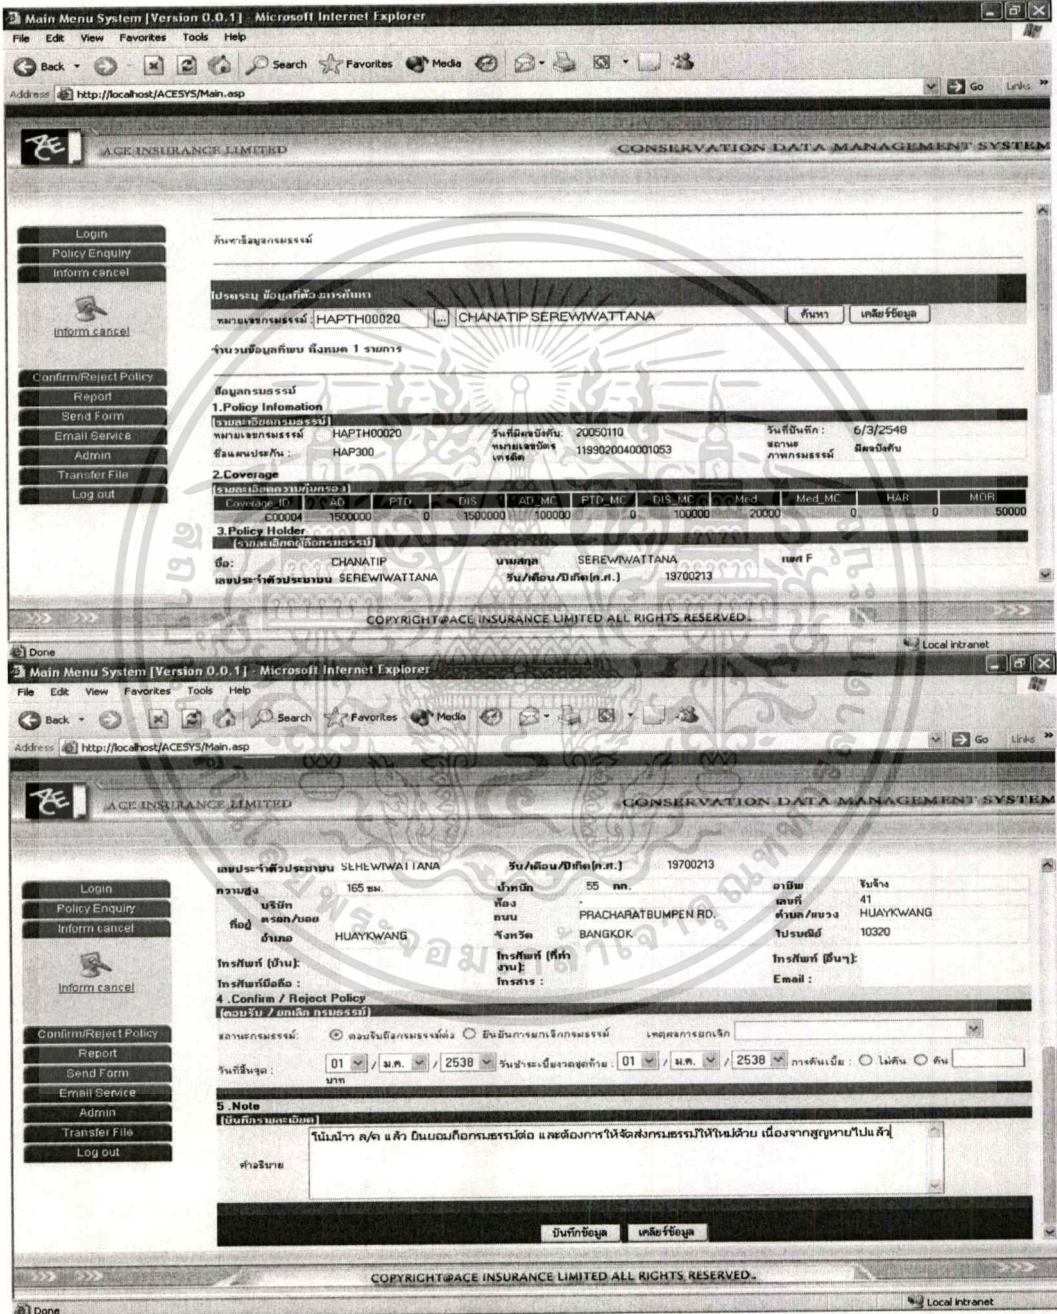 Main Menu System [Version 0.0.1] - Microsoft Internet Explorer
File Edit View Favorites Tools Help
Back Search Favorites Media
Address http://localhost/ACESYS/Main.asp Go Links
ACE ACE INSURANCE LIMITED CONSERVATION DATA MANAGEMENT SYSTEM
Login
Policy Enquiry
Inform cancel
Inform cancel
Confirm/Reject Policy
Report
Send Form
Email Service
Admin
Transfer File
Log out
ค้นหาข้อมูลกรมธรรม์
โปรดระบุ ข้อมูลที่ต้องการค้นหา
หมายเลขกรมธรรม์ : HAPTH00020 ... CHANATIP SEREWIWATTANA ค้นหา เคลียร์ข้อมูล
จำนวนข้อมูลที่พบ ทั้งหมด 1 รายการ
ข้อมูลกรมธรรม์
1.Policy Infomation
[รายละเอียดกรมธรรม์]
หมายเลขกรมธรรม์ HAPTH00020 วันที่มีผลบังคับ: 20050110 วันที่บันทึก : 6/3/2548
ชื่อแผนประกัน : HAP300 หมายเลขบัตรเครดิต 1199020040001053 สถานะภาพกรมธรรม์ มีผลบังคับ
2.Coverage
[รายละเอียดความคุ้มครอง]
Coverage_ID AD PTD DIS AD_MC PTD_MC DIS_MC Med Med_MC HAB MOR
C00004 1500000 0 1500000 100000 0 100000 20000 0 0 50000
3.Policy Holder
[รายละเอียดผู้ถือกรมธรรม์]
ชื่อ: CHANATIP นามสกุล SEREWIWATTANA เพศ F
เลขประจำตัวประชาชน SEREWIWATTANA วัน/เดือน/ปีเกิด(ค.ศ.) 19700213
COPYRIGHT@ACE INSURANCE LIMITED ALL RIGHTS RESERVED.
Done Local intranet
Main Menu System [Version 0.0.1] - Microsoft Internet Explorer
File Edit View Favorites Tools Help
Back Search Favorites Media
Address http://localhost/ACESYS/Main.asp Go Links
ACE ACE INSURANCE LIMITED CONSERVATION DATA MANAGEMENT SYSTEM
Login
Policy Enquiry
Inform cancel
Inform cancel
Confirm/Reject Policy
Report
Send Form
Email Service
Admin
Transfer File
Log out
เลขประจำตัวประชาชน SEREWIWATTANA วัน/เดือน/ปีเกิด(ค.ศ.) 19700213
ความสูง 165 ซม. น้ำหนัก 55 กก. อาชีพ รับจ้าง
ที่อยู่ บริษัท ห้อง - เลขที่ 41
ตรอก/ซอย ถนน PRACHARATBUMPEN RD. ตำบล/แขวง HUAYKWANG
อำเภอ HUAYKWANG จังหวัด BANGKOK ไปรษณีย์ 10320
โทรศัพท์ (บ้าน): โทรศัพท์ (ที่ทำงาน): โทรศัพท์ (อื่นๆ):
โทรศัพท์มือถือ : โทรสาร : Email :
4 .Confirm / Reject Policy
[ตอบรับ / ยกเลิก กรมธรรม์]
สถานะกรมธรรม์: ตอบรับถือกรมธรรม์ต่อ ยืนยันการยกเลิกกรมธรรม์ เหตุผลการยกเลิก
วันที่สิ้นสุด : 01 / ม.ค. / 2538 วันชำระเบี้ยงวดสุดท้าย : 01 / ม.ค. / 2538 การคืนเบี้ย : ไม่คืน คืน
บาท
5 .Note
[บันทึกรายละเอียด]
คำอธิบาย โน้มน้าว ล/ค แล้ว ยินยอมถือกรมธรรม์ต่อ และต้องการให้จัดส่งกรมธรรม์ให้ใหม่ด้วย เนื่องจากสูญหายไปแล้ว
บันทึกข้อมูล เคลียร์ข้อมูล
COPYRIGHT@ACE INSURANCE LIMITED ALL RIGHTS RESERVED.
Done Local intranet